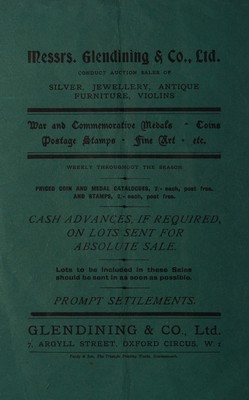 Messrs. Glendining & Co., Ltd.
CONDUCT AUCTION SALES OF
SILVER, JEWELLERY, ANTIQUE
FURNITURE, VIOLINS
War and Commemorative Medals · Coins
Postage Stamps · Fine Art · etc.
WEEKLY THROUGHOUT THE SEASON.
PRICED COIN AND MEDAL CATALOGUES, 2/- each, post free.
AND STAMPS, 1/- each, post free.
CASH ADVANCES, IF REQUIRED,
ON LOTS SENT FOR
ABSOLUTE SALE.
Lots to be included in these Sales
should be sent in as soon as possible.
PROMPT SETTLEMENTS.
GLENDINING & CO., Ltd.
7, ARGYLL STREET, OXFORD CIRCUS, W 1